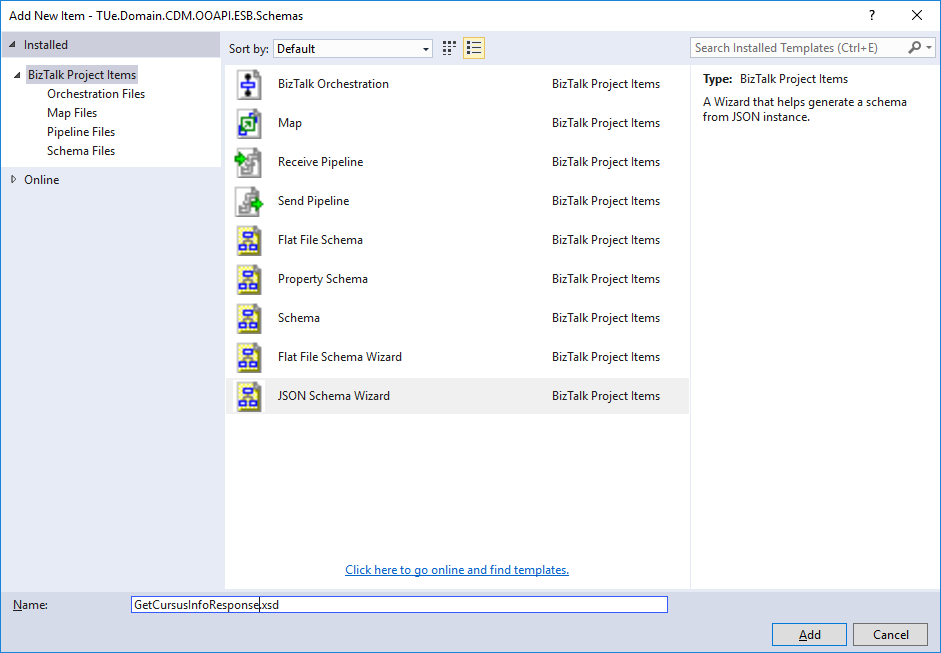 Add New Item - TUe.Domain.CDM.OOAPI.ESB.Schemas
?
Installed
Sort by: Default
Search Installed Templates (Ctrl+E)
BizTalk Project Items
Orchestration Files
Map Files
Pipeline Files
Schema Files
Online
BizTalk Orchestration BizTalk Project Items
Map BizTalk Project Items
Receive Pipeline BizTalk Project Items
Send Pipeline BizTalk Project Items
Flat File Schema BizTalk Project Items
Property Schema BizTalk Project Items
Schema BizTalk Project Items
Flat File Schema Wizard BizTalk Project Items
JSON Schema Wizard BizTalk Project Items
Type: BizTalk Project Items
A Wizard that helps generate a schema
from JSON instance.
Click here to go online and find templates.
Name: GetCursusInfoResponse.xsd
Add Cancel